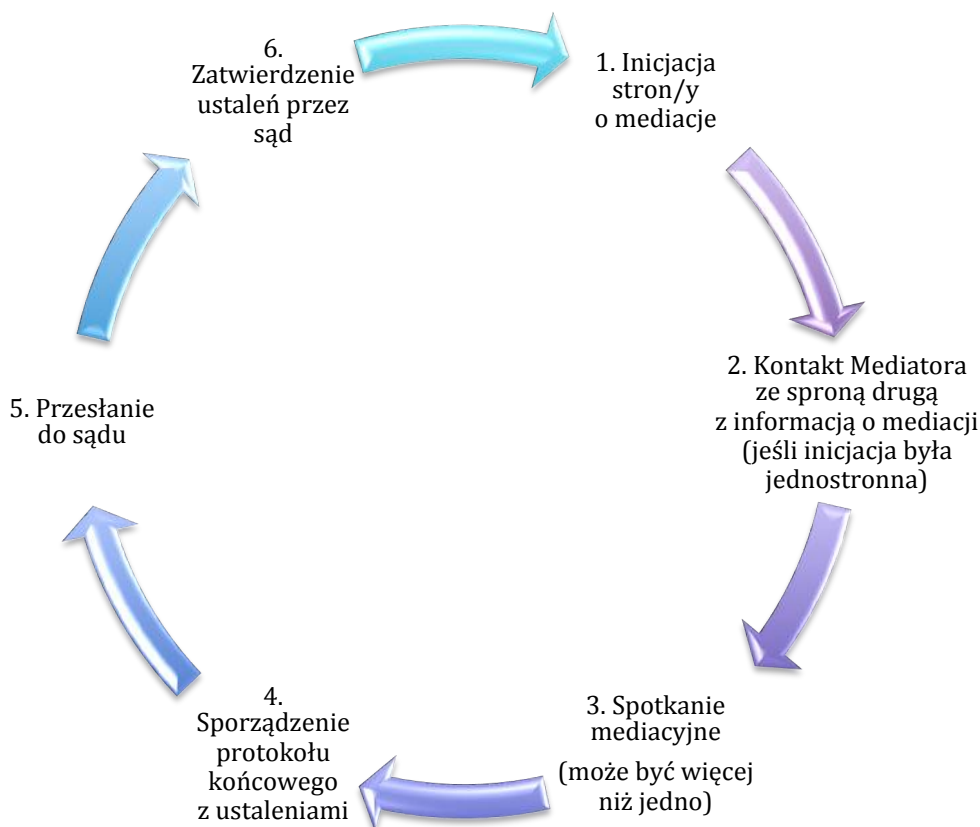 1. Inicjacja
stron/y
o mediacje
2. Kontakt Mediatora
ze sproną drugą
z informacją o mediacji
(jeśli inicjacja była
jednostronna)
3. Spotkanie
mediacyjne
(może być więcej
niż jedno)
4.
Sporządzenie
protokołu
końcowego
z ustaleniami
5. Przesłanie
do sądu
6.
Zatwierdzenie
ustaleń przez
sąd